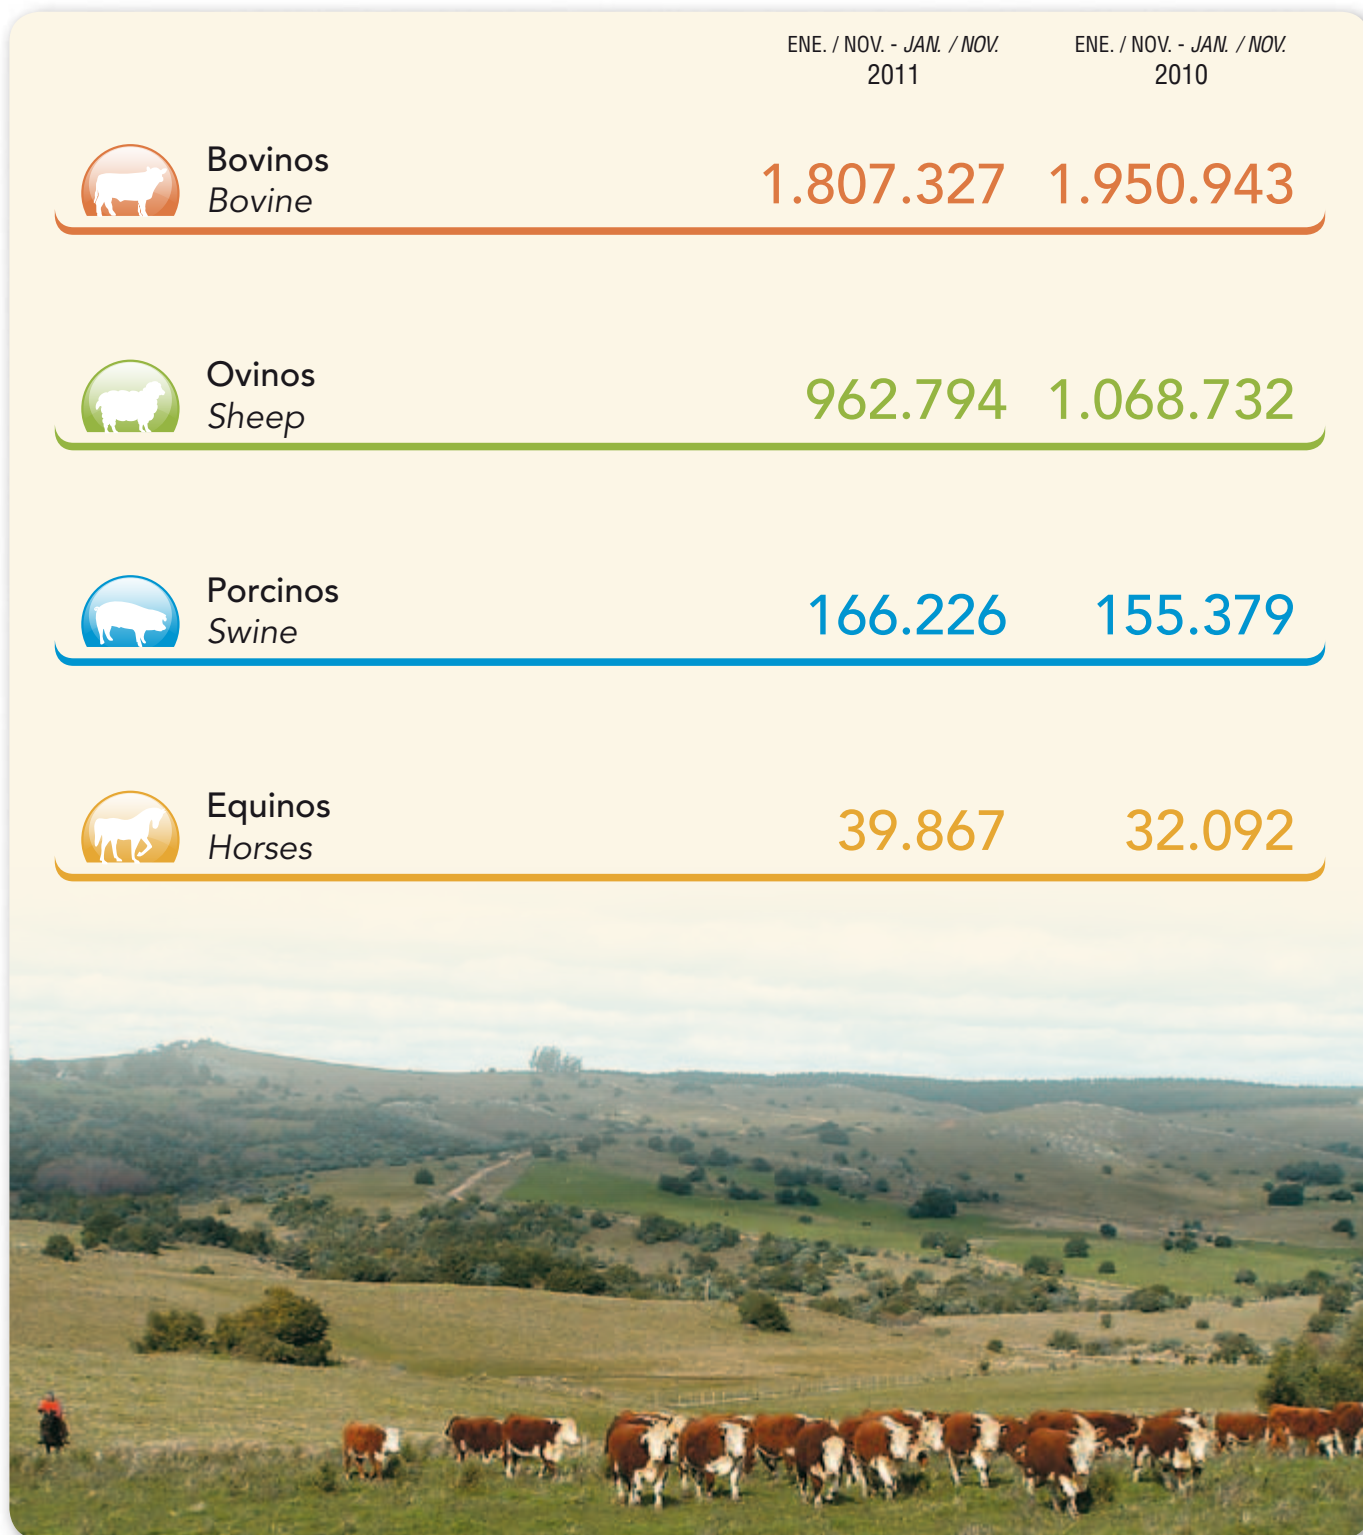 ENE. / NOV. - JAN. / NOV. ENE. / NOV. - JAN. / NOV.
2011 2010
Bovinos
Bovine
1.807.327 1.950.943
Ovinos
Sheep
962.794 1.068.732
Porcinos
Swine
166.226 155.379
Equinos
Horses
39.867 32.092